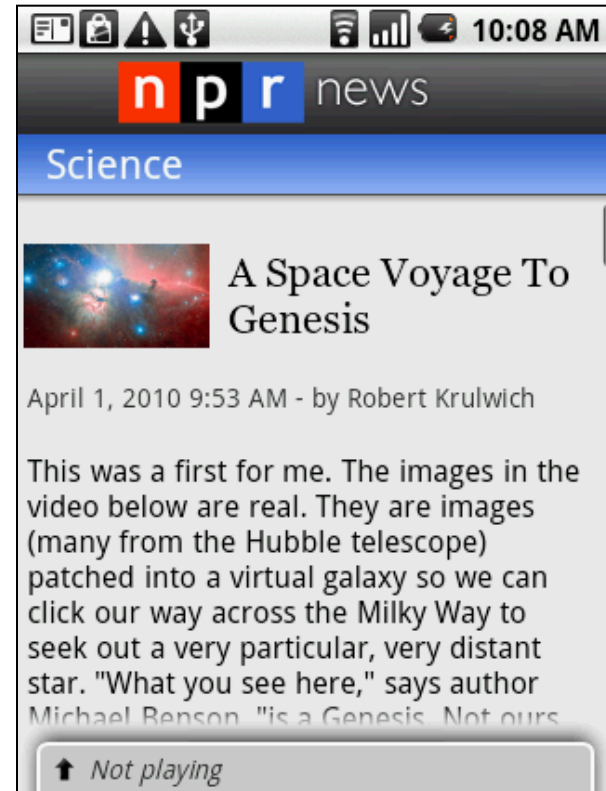 10:08 AM
npr news
Science
A Space Voyage To
Genesis
April 1, 2010 9:53 AM - by Robert Krulwich
This was a first for me. The images in the
video below are real. They are images
(many from the Hubble telescope)
patched into a virtual galaxy so we can
click our way across the Milky Way to
seek out a very particular, very distant
star. "What you see here," says author
Michael Benson, "is a Genesis. Not ours
Not playing